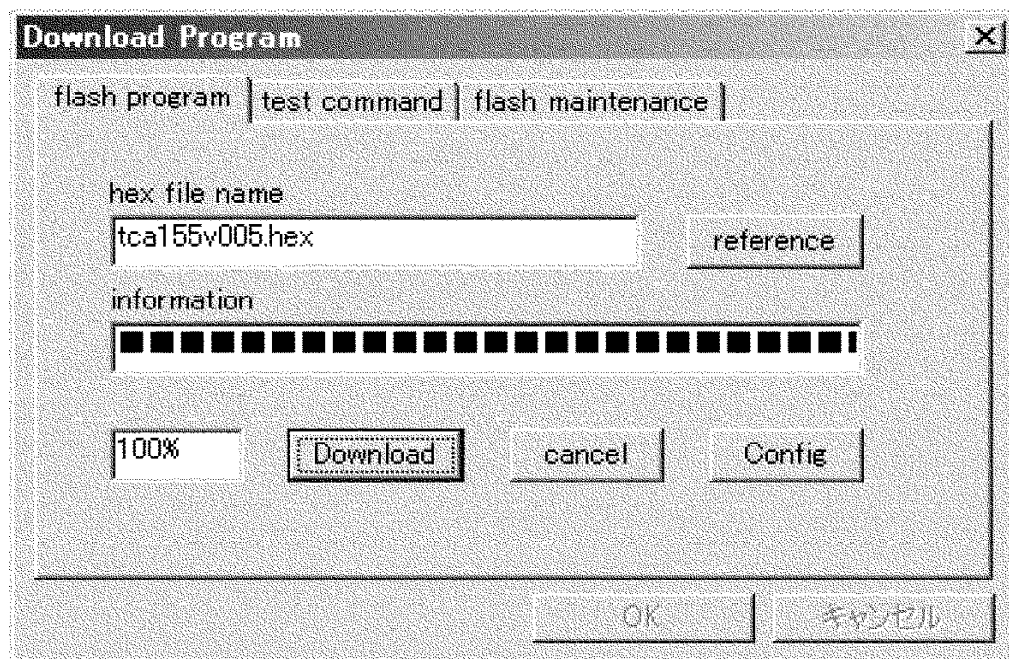 Download Program
flash program test command flash maintenance
hex file name
tca155v005.hex reference
information
100% Download cancel Config
OK キャンセル